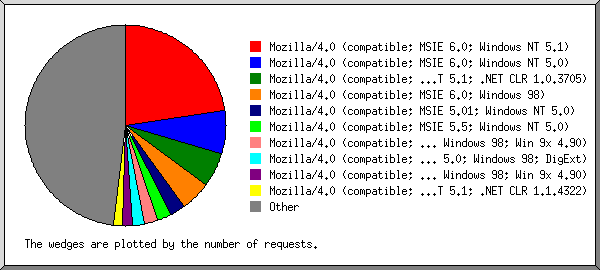 Mozilla/4.0 (compatible; MSIE 6.0; Windows NT 5.1)
Mozilla/4.0 (compatible; MSIE 6.0; Windows NT 5.0)
Mozilla/4.0 (compatible; ...T 5.1; .NET CLR 1.0.3705)
Mozilla/4.0 (compatible; MSIE 6.0; Windows 98)
Mozilla/4.0 (compatible; MSIE 5.01; Windows NT 5.0)
Mozilla/4.0 (compatible; MSIE 5.5; Windows NT 5.0)
Mozilla/4.0 (compatible; ... Windows 98; Win 9x 4.90)
Mozilla/4.0 (compatible; ... 5.0; Windows 98; DigExt)
Mozilla/4.0 (compatible; ... Windows 98; Win 9x 4.90)
Mozilla/4.0 (compatible; ...T 5.1; .NET CLR 1.1.4322)
Other
The wedges are plotted by the number of requests.